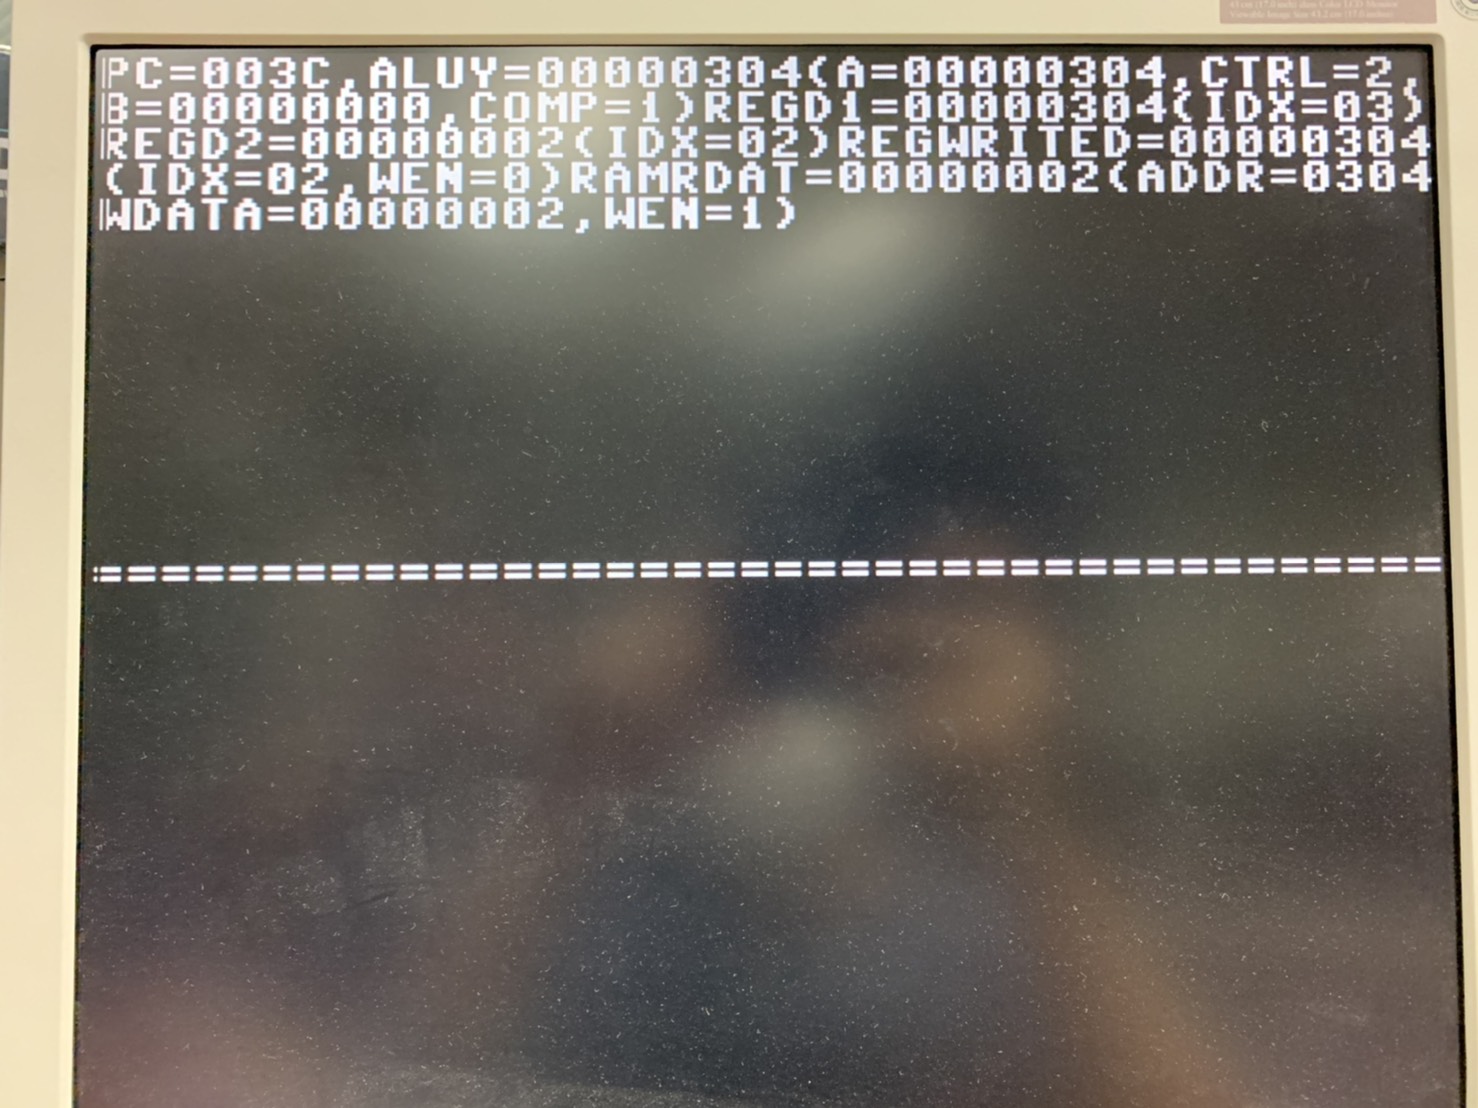 43 cm (17.0 inch) class Color LCD Monitor
Viewable Image Size 43.2 cm (17.0 inches)
PC=003C,ALUY=00000304(A=00000304,CTRL=2,
B=00000000,COMP=1)REGD1=00000304(IDX=03)
REGD2=00000002(IDX=02)REGWRITED=00000304
(IDX=02,WEN=0)RAMRDAT=00000002(ADDR=0304
WDATA=00000002,WEN=1)
========================================